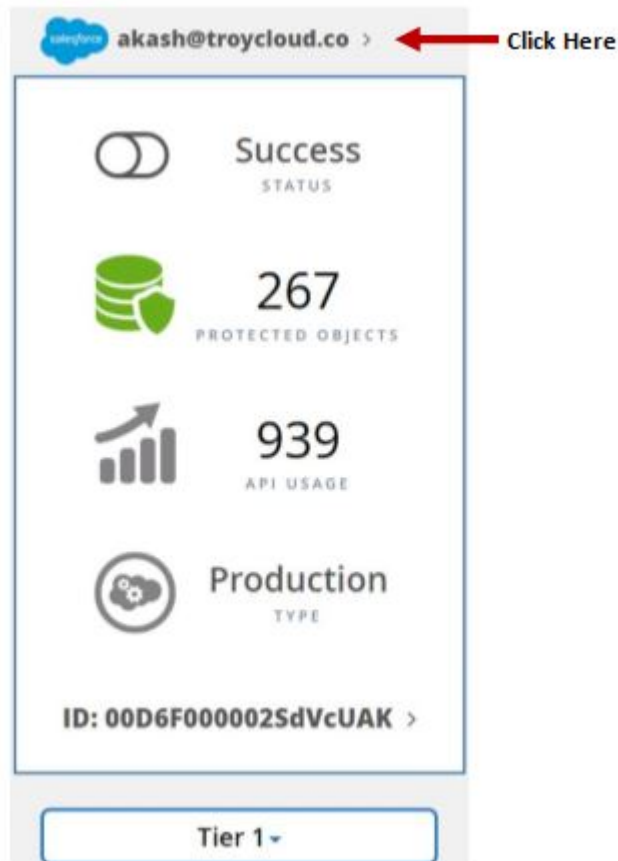 salesforce akash@troycloud.co > Click Here
Success
STATUS
267
PROTECTED OBJECTS
939
API USAGE
Production
TYPE
ID: 00D6F000002SdVcUAK >
Tier 1